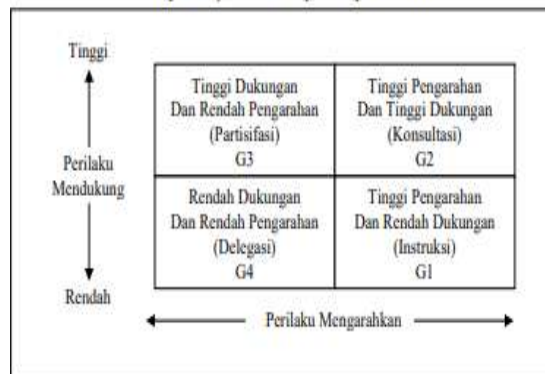 Tinggi
Perilaku
Mendukung
Rendah
Tinggi Dukungan
Dan Rendah Pengarahan
(Partisifasi)
G3
Tinggi Pengarahan
Dan Tinggi Dukungan
(Konsultasi)
G2
Rendah Dukungan
Dan Rendah Pengarahan
(Delegasi)
G4
Tinggi Pengarahan
Dan Rendah Dukungan
(Instruksi)
G1
Perilaku Mengarahkan